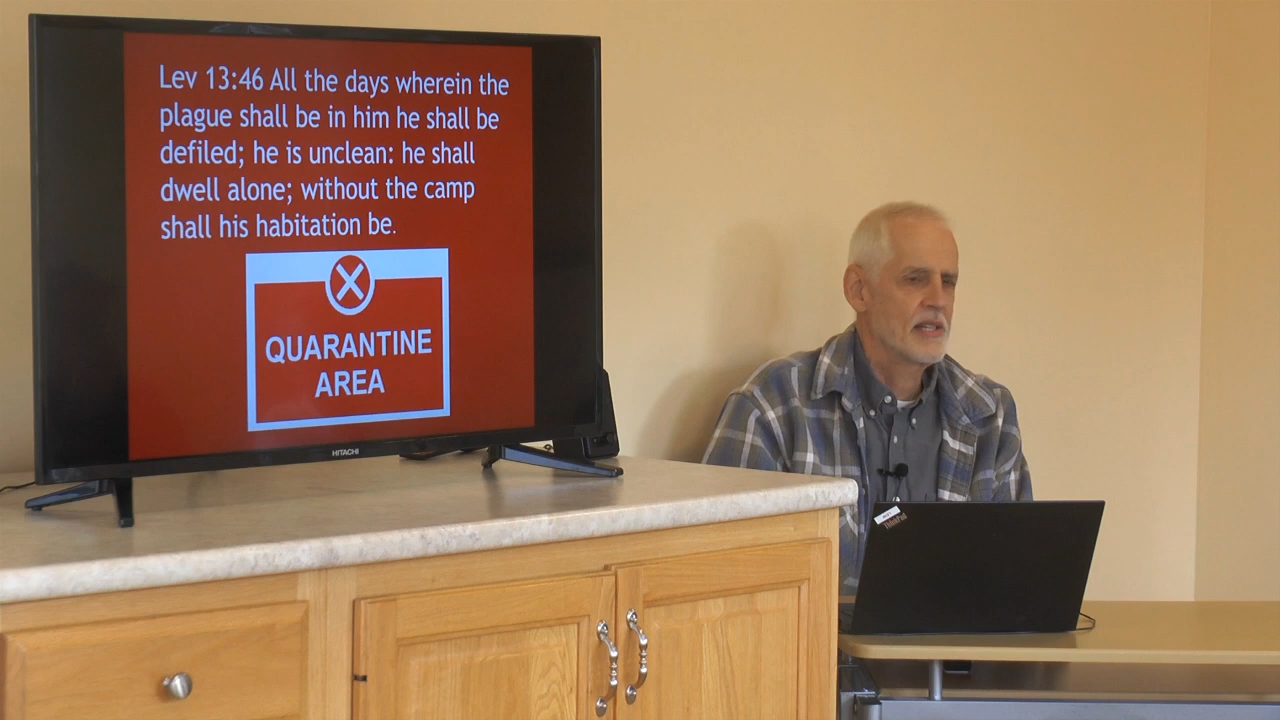 Lev 13:46 All the days wherein the
plague shall be in him he shall be
defiled; he is unclean: he shall
dwell alone; without the camp
shall his habitation be.
QUARANTINE
AREA
HITACHI
ThinkPad